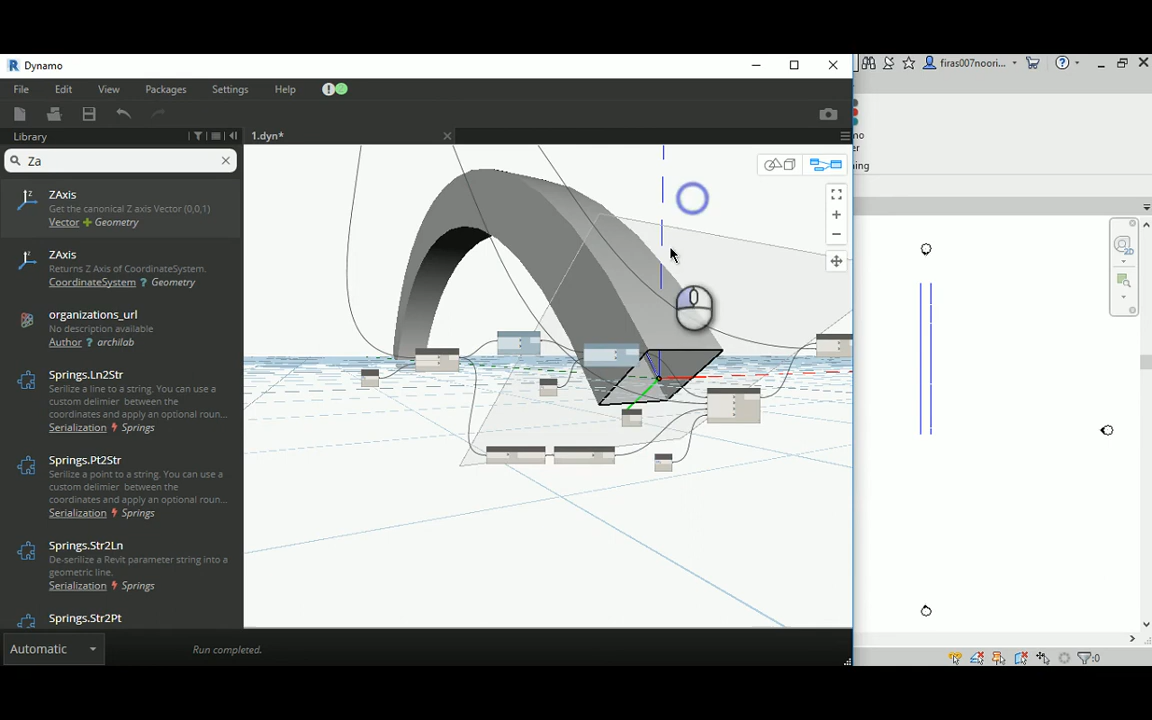 Dynamo
firas007noori...
File Edit View Packages Settings Help
Library
1.dyn*
Za
ZAxis
Get the canonical Z axis Vector (0,0,1)
Vector Geometry
ZAxis
Returns Z Axis of CoordinateSystem.
CoordinateSystem ? Geometry
organizations_url
No description available
Author ? archilab
Springs.Ln2Str
Serilize a line to a string. You can use a
custom delimier between the
coordinates and apply an optional roun...
Serialization Springs
Springs.Pt2Str
Serilize a point to a string. You can use a
custom delimier between the
coordinates and apply an optional roun...
Serialization Springs
Springs.Str2Ln
De-serilize a Revit parameter string into a
geometric line.
Serialization Springs
Springs.Str2Pt
Automatic
Run completed.
:0